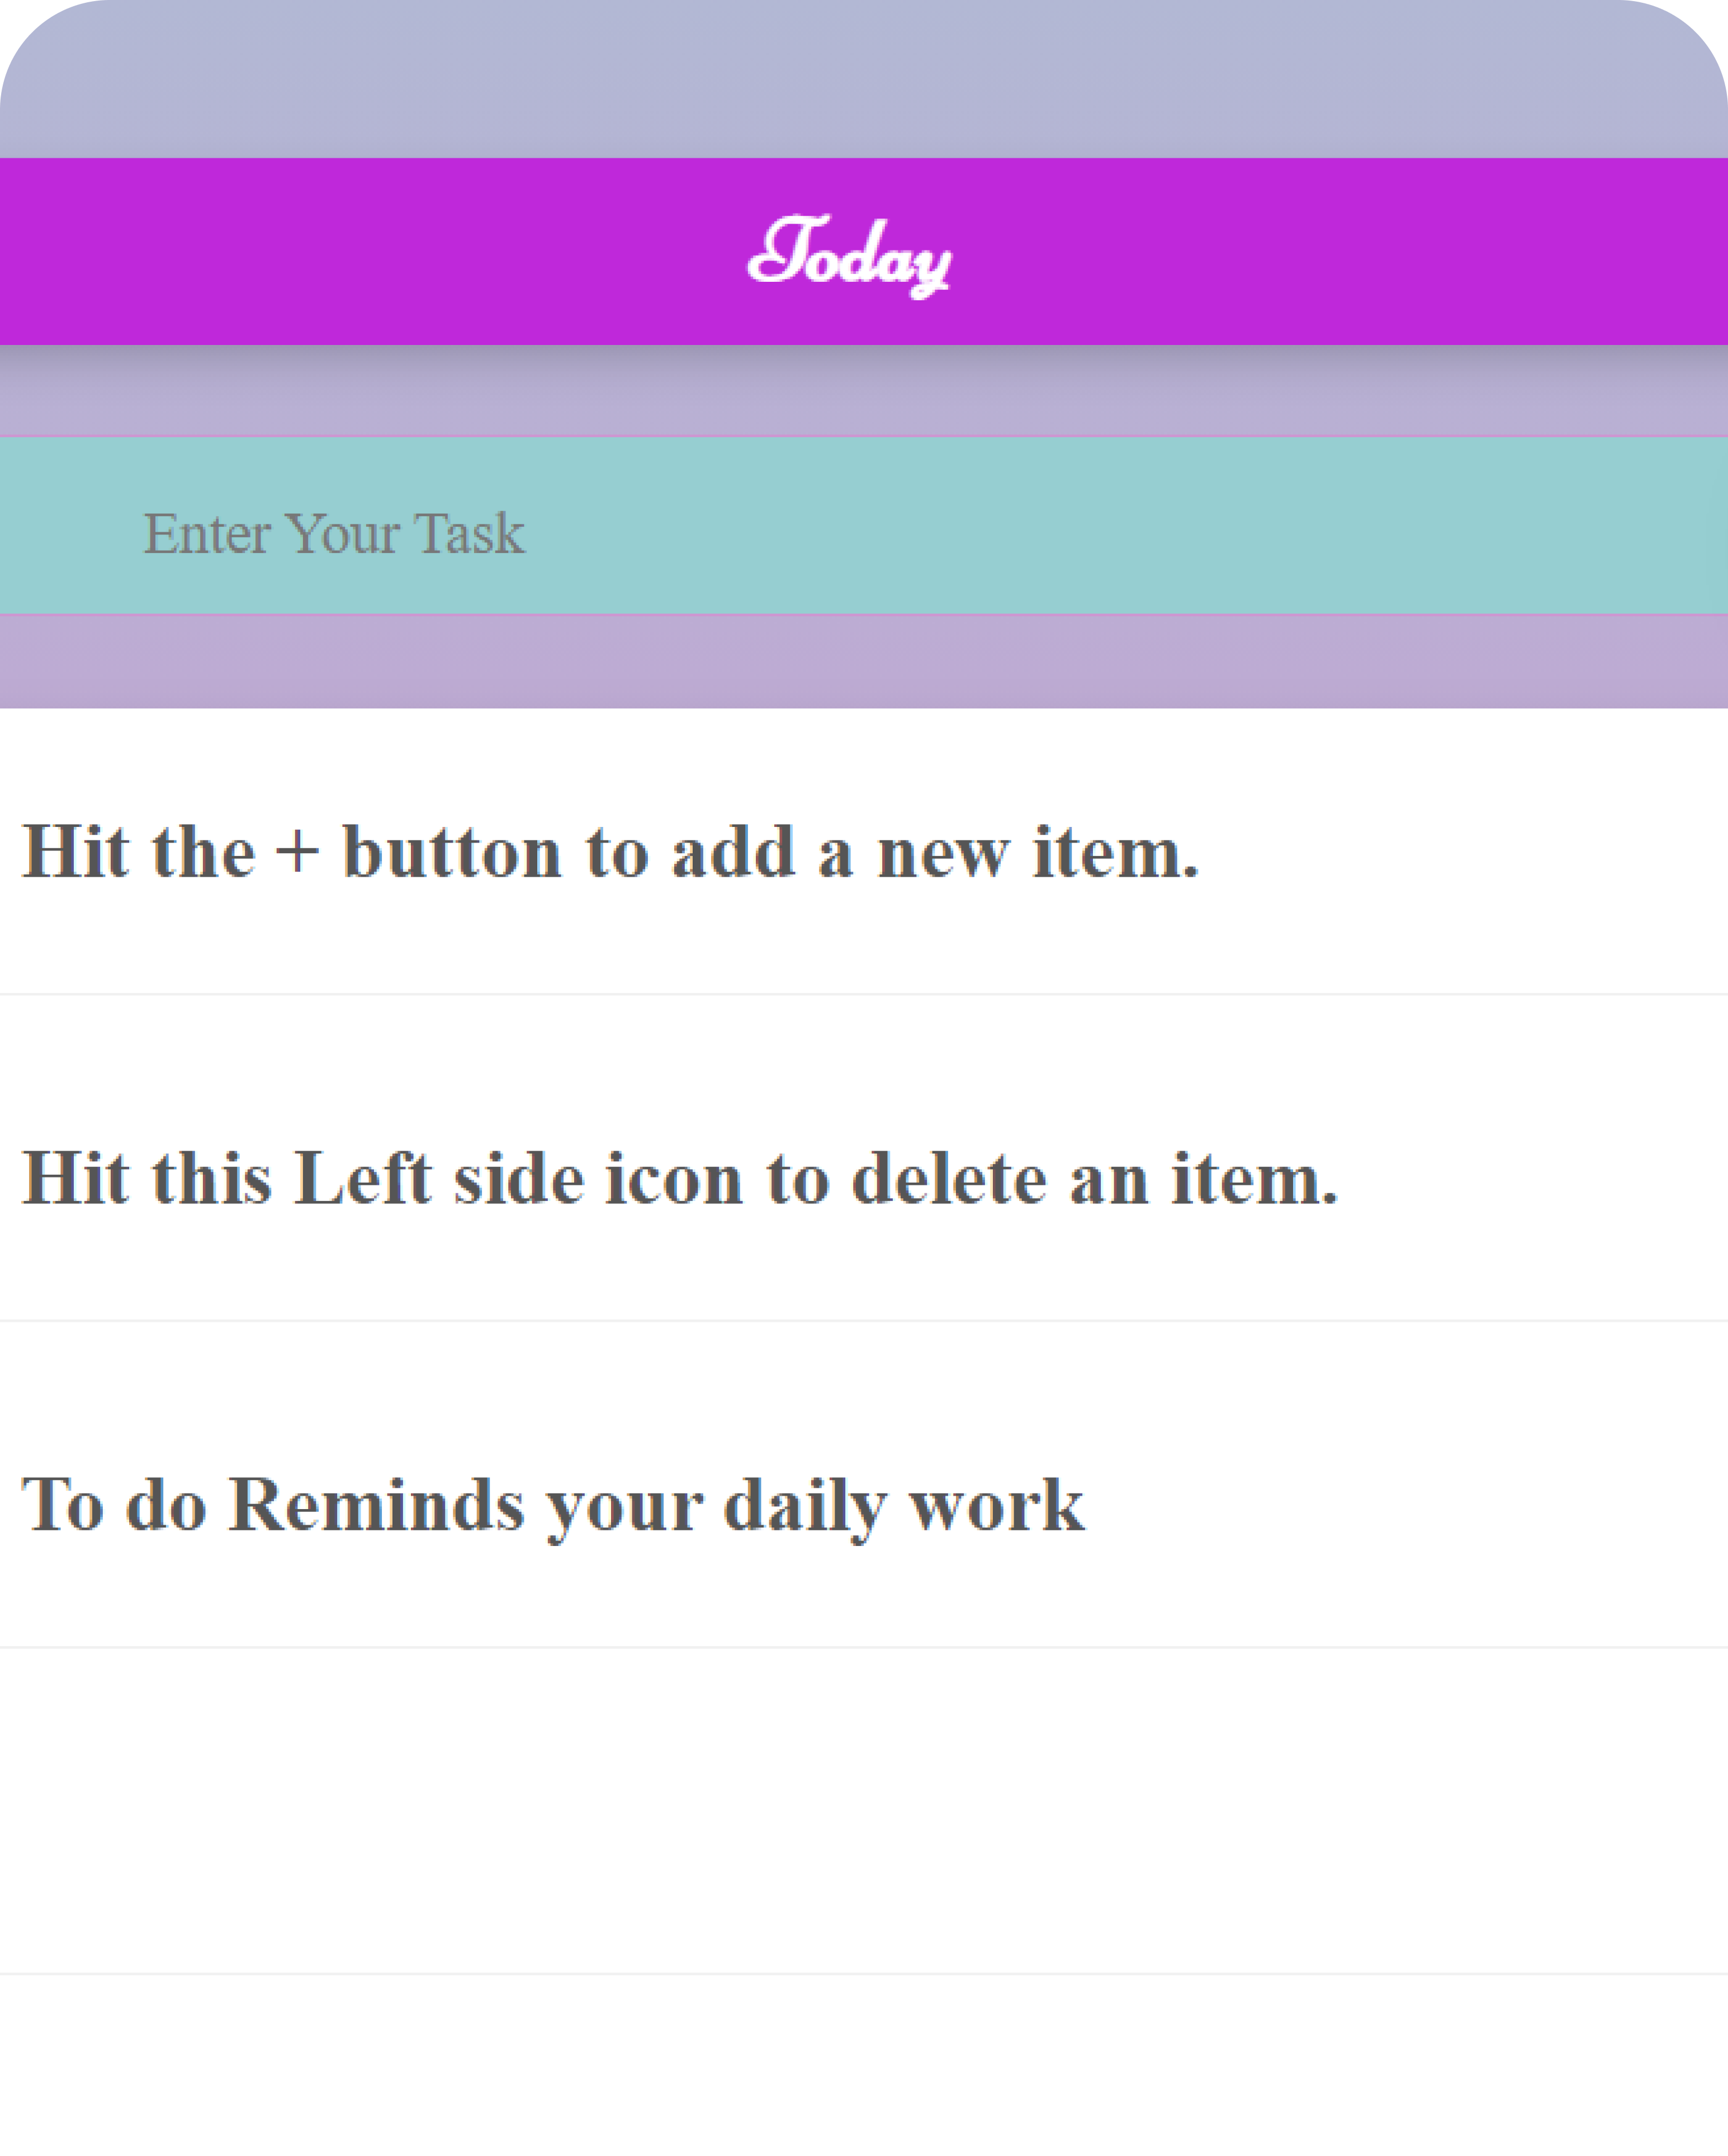 Today
Enter Your Task
Hit the + button to add a new item.
Hit this Left side icon to delete an item.
To do Reminds your daily work